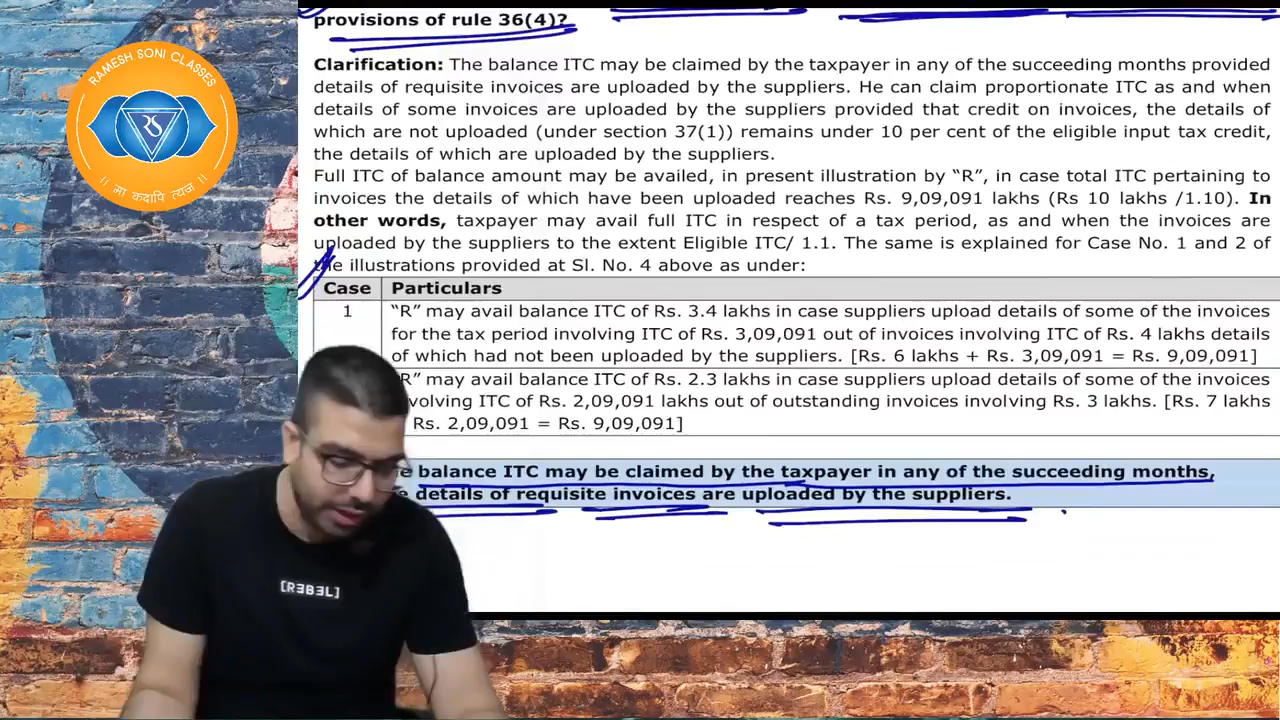 provisions of rule 36(4)?
Clarification: The balance ITC may be claimed by the taxpayer in any of the succeeding months provided
details of requisite invoices are uploaded by the suppliers. He can claim proportionate ITC as and when
details of some invoices are uploaded by the suppliers provided that credit on invoices, the details of
which are not uploaded (under section 37(1)) remains under 10 per cent of the eligible input tax credit,
the details of which are uploaded by the suppliers.
Full ITC of balance amount may be availed, in present illustration by “R”, in case total ITC pertaining to
invoices the details of which have been uploaded reaches Rs. 9,09,091 lakhs (Rs 10 lakhs /1.10). In
other words, taxpayer may avail full ITC in respect of a tax period, as and when the invoices are
uploaded by the suppliers to the extent Eligible ITC/ 1.1. The same is explained for Case No. 1 and 2 of
the illustrations provided at Sl. No. 4 above as under:
Case Particulars
1 “R” may avail balance ITC of Rs. 3.4 lakhs in case suppliers upload details of some of the invoices
for the tax period involving ITC of Rs. 3,09,091 out of invoices involving ITC of Rs. 4 lakhs details
of which had not been uploaded by the suppliers. [Rs. 6 lakhs + Rs. 3,09,091 = Rs. 9,09,091]
R” may avail balance ITC of Rs. 2.3 lakhs in case suppliers upload details of some of the invoices
volving ITC of Rs. 2,09,091 lakhs out of outstanding invoices involving Rs. 3 lakhs. [Rs. 7 lakhs
Rs. 2,09,091 = Rs. 9,09,091]
balance ITC may be claimed by the taxpayer in any of the succeeding months,
details of requisite invoices are uploaded by the suppliers.
RAMESH SONI CLASSES
।। मा कदापि त्यज ।।
[REBEL]